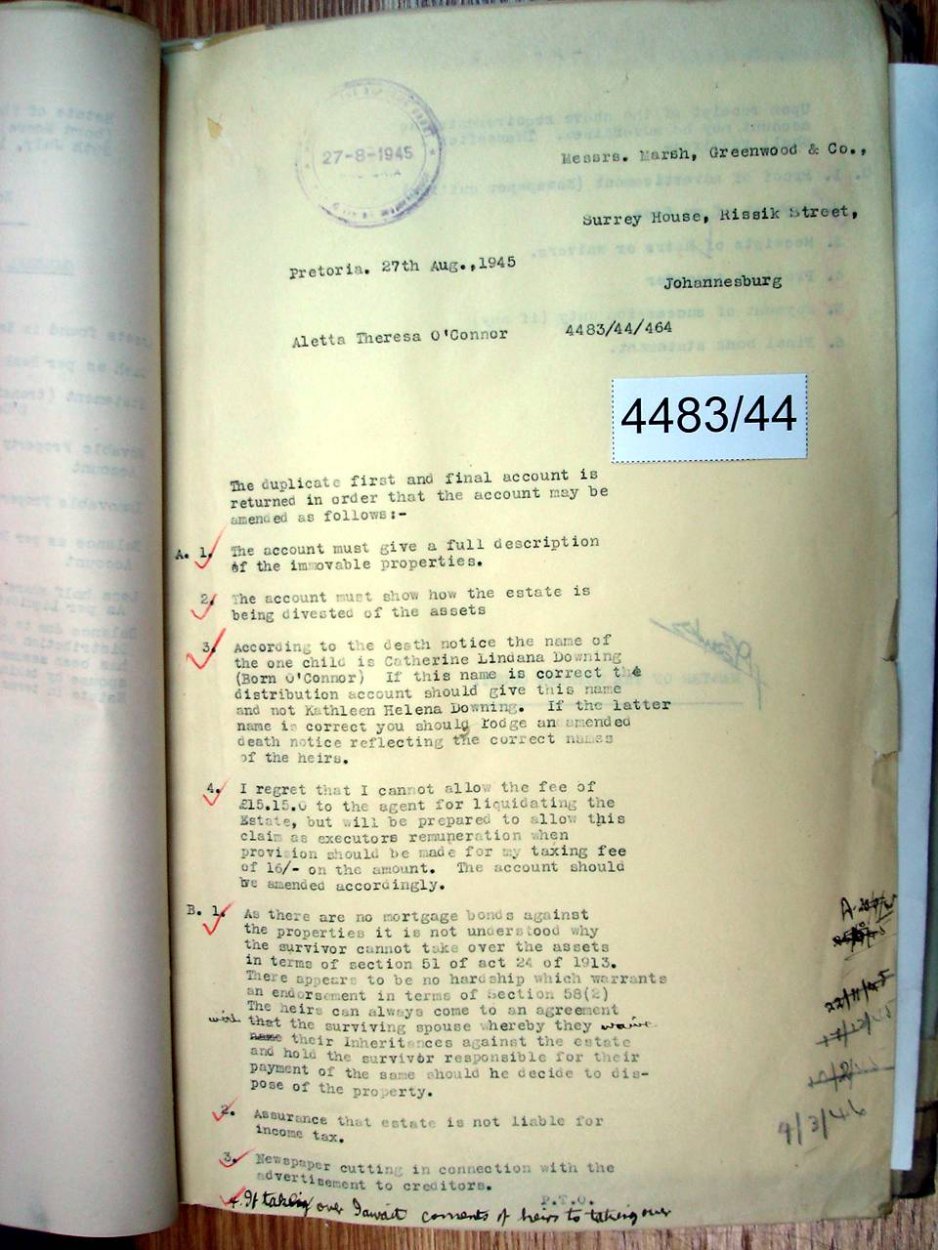 27-8-1945
Messrs. Marsh, Greenwood & Co.,
Surrey House, Rissik Street,
Pretoria. 27th Aug.,1945
Johannesburg
Aletta Theresa O'Connor 4483/44/464
4483/44
The duplicate first and final account is
returned in order that the account may be
amended as follows:-
A. 1. The account must give a full description
of the immovable properties.
2. The account must show how the estate is
being divested of the assets
3. According to the death notice the name of
the one child is Catherine Lindana Downing
(Born O'Connor) If this name is correct the
distribution account should give this name
and not Kathleen Helena Downing. If the latter
name is correct you should lodge an amended
death notice reflecting the correct names
of the heirs.
4. I regret that I cannot allow the fee of
£15.15.0 to the agent for liquidating the
Estate, but will be prepared to allow this
claim as executors remuneration when
provision should be made for my taxing fee
of 16/- on the amount. The account should
be amended accordingly.
B. 1. As there are no mortgage bonds against
the properties it is not understood why
the survivor cannot take over the assets
in terms of section 51 of act 24 of 1913.
There appears to be no hardship which warrants
an endorsement in terms of Section 58(2)
The heirs can always come to an agreement
with that the surviving spouse whereby they waive
their Inheritances against the estate
and hold the survivor responsible for their
payment of the same should he decide to dis-
pose of the property.
2. Assurance that estate is not liable for
income tax.
3. Newspaper cutting in connection with the
advertisement to creditors.
P.T.O.
4. If taking over I await consents of heirs to taking over
22/11/45
4/3/46